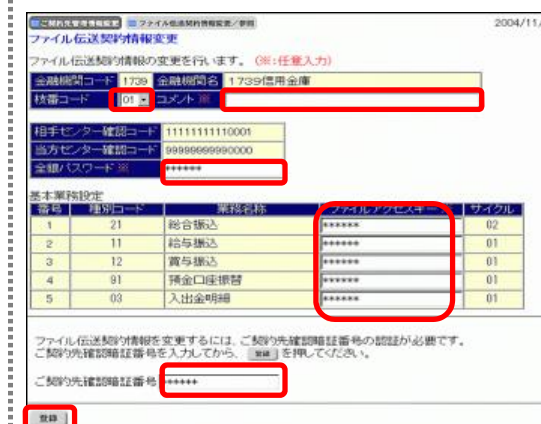 ご契約先管理情報変更 ファイル伝送契約情報変更/参照 2004/11/
ファイル伝送契約情報変更
ファイル伝送契約情報の変更を行います。(※:任意入力)
金融機関コード 1739 金融機関名 1739信用金庫
枝番コード 01 コメント ※
相手センター確認コード 11111111110001
当方センター確認コード 99999999990000
全銀パスワード ※ ******
基本業務設定
番号 種別コード 業務名称 ファイルアクセスキー サイクル
1 21 総合振込 ****** 02
2 11 給与振込 ****** 01
3 12 賞与振込 ****** 01
4 91 預金口座振替 ****** 01
5 03 入出金明細 ****** 01
ファイル伝送契約情報を変更するには、ご契約先確認暗証番号の認証が必要です。
ご契約先確認暗証番号を入力してから、 登録 を押してください。
ご契約先確認暗証番号 *****
登録